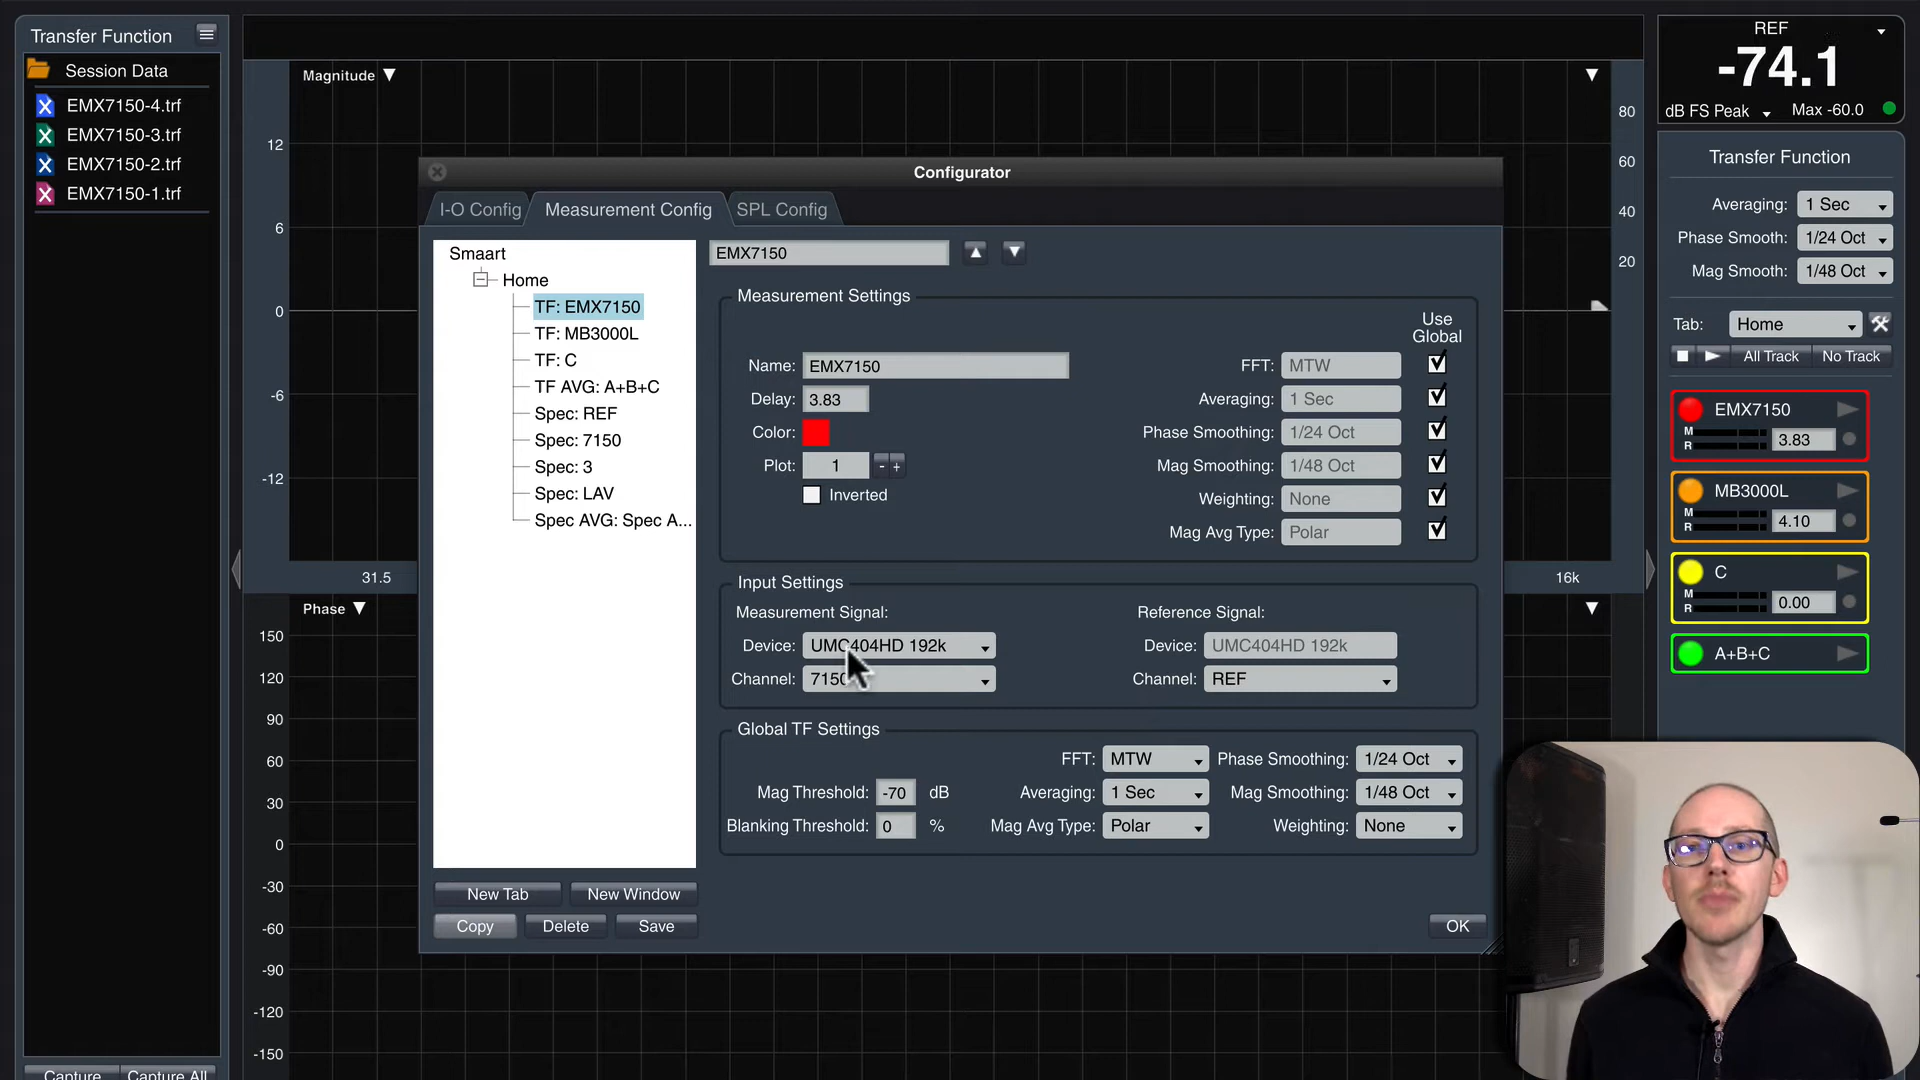 Transfer Function
Session Data
EMX7150-4.trf
EMX7150-3.trf
EMX7150-2.trf
EMX7150-1.trf
Capture
Capture All
Magnitude
12
6
0
-6
-12
80
60
40
20
31.5
16k
Phase
150
120
90
60
30
0
-30
-60
-90
-120
-150
Configurator
I-O Config
Measurement Config
SPL Config
Smaart
Home
TF: EMX7150
TF: MB3000L
TF: C
TF AVG: A+B+C
Spec: REF
Spec: 7150
Spec: 3
Spec: LAV
Spec AVG: Spec A...
New Tab
New Window
Copy
Delete
Save
EMX7150
Measurement Settings
Name: EMX7150
Delay: 3.83
Color:
Plot: 1 - +
Inverted
Use
Global
FFT: MTW
Averaging: 1 Sec
Phase Smoothing: 1/24 Oct
Mag Smoothing: 1/48 Oct
Weighting: None
Mag Avg Type: Polar
Input Settings
Measurement Signal:
Device: UMC404HD 192k
Channel: 7150
Reference Signal:
Device: UMC404HD 192k
Channel: REF
Global TF Settings
FFT: MTW
Phase Smoothing: 1/24 Oct
Mag Threshold: -70 dB
Averaging: 1 Sec
Mag Smoothing: 1/48 Oct
Blanking Threshold: 0 %
Mag Avg Type: Polar
Weighting: None
OK
REF
-74.1
dB FS Peak
Max -60.0
Transfer Function
Averaging: 1 Sec
Phase Smooth: 1/24 Oct
Mag Smooth: 1/48 Oct
Tab: Home
All Track
No Track
EMX7150
M
R
3.83
MB3000L
M
R
4.10
C
M
R
0.00
A+B+C